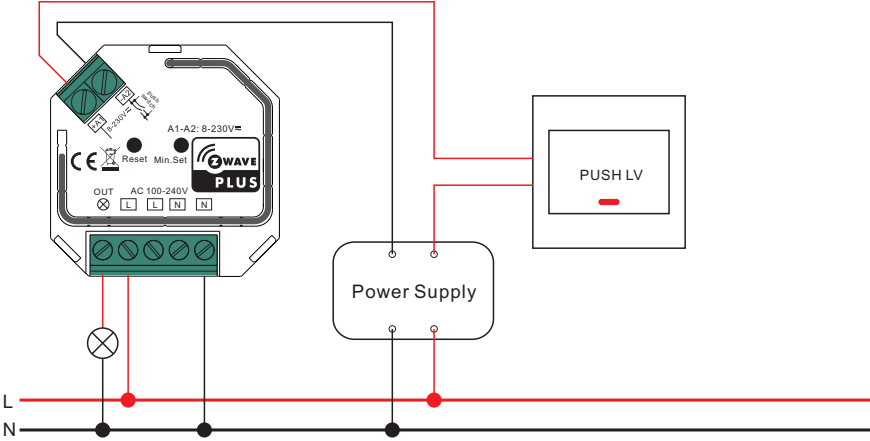 -A2
Push
switch
+A1
8-230V≂
A1-A2: 8-230V≂
CE
Reset
Min.Set
Z WAVE
PLUS
OUT
AC 100-240V
L L N N
PUSH LV
Power Supply
L
N